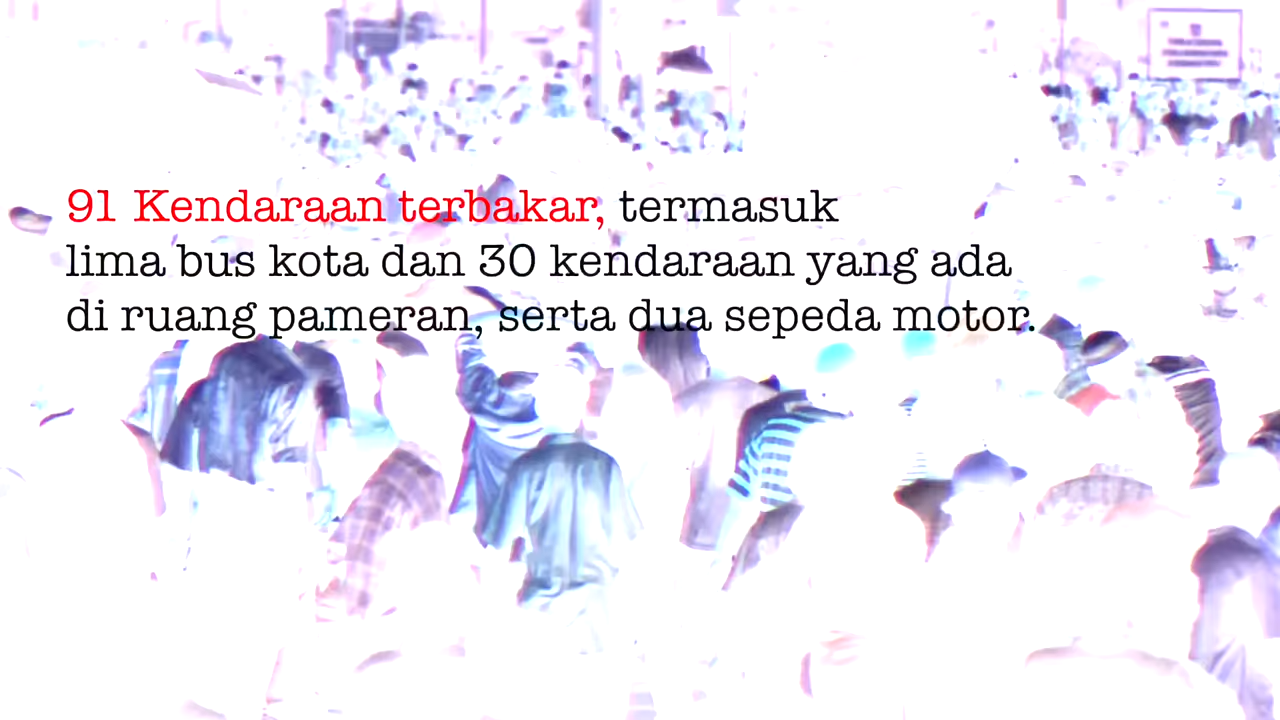 91 Kendaraan terbakar, termasuk
lima bus kota dan 30 kendaraan yang ada
di ruang pameran, serta dua sepeda motor.